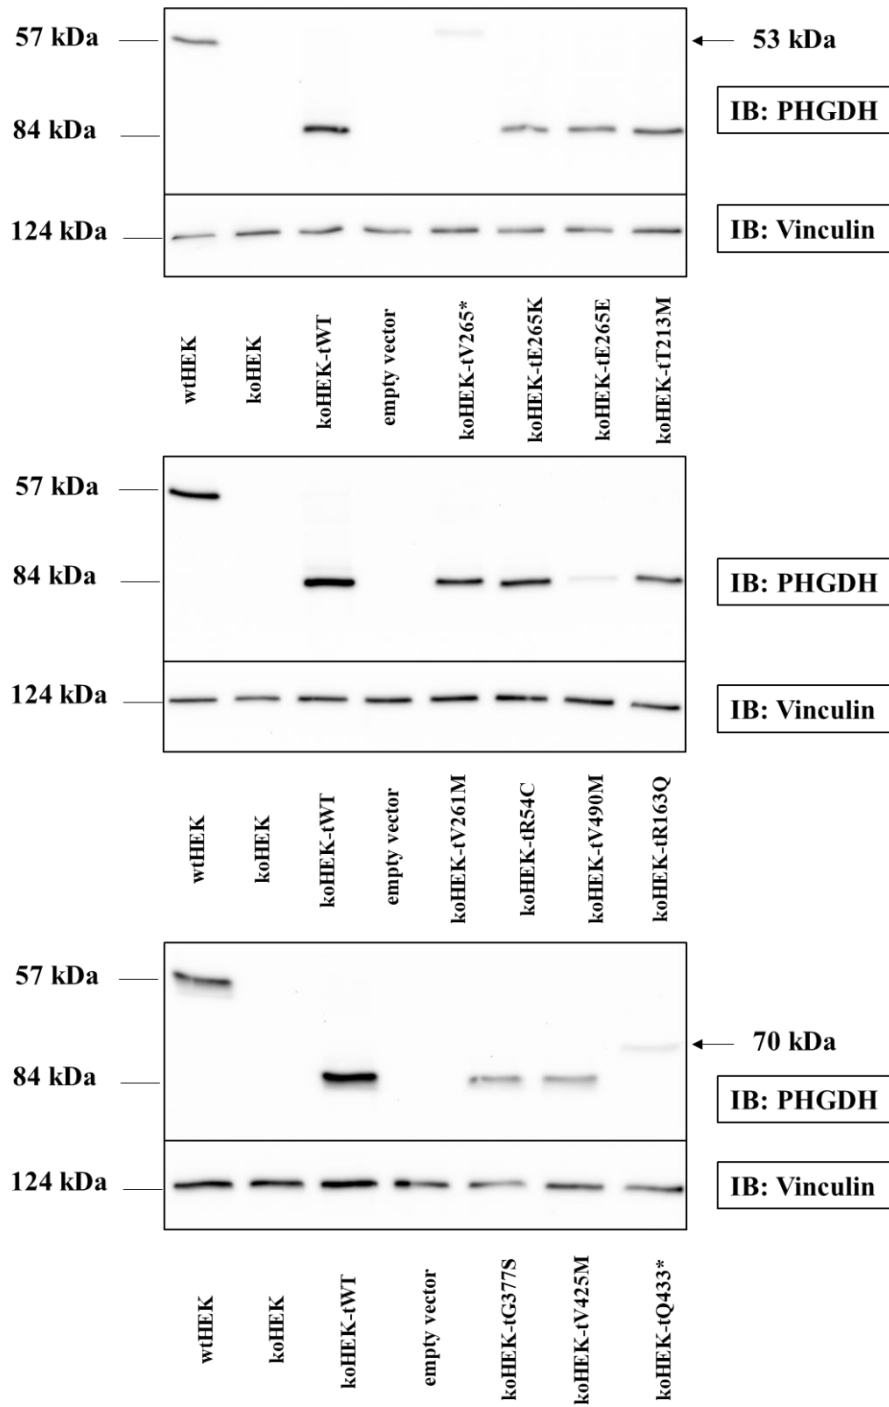 57 kDa
53 kDa
IB: PHGDH
84 kDa
124 kDa
IB: Vinculin
wtHEK
koHEK
koHEK-tWT
empty vector
koHEK-tV265*
koHEK-tE265K
koHEK-tE265E
koHEK-tT213M
57 kDa
84 kDa
IB: PHGDH
124 kDa
IB: Vinculin
wtHEK
koHEK
koHEK-tWT
empty vector
koHEK-tV261M
koHEK-tR54C
koHEK-tV490M
koHEK-tR163Q
57 kDa
70 kDa
84 kDa
IB: PHGDH
124 kDa
IB: Vinculin
wtHEK
koHEK
koHEK-tWT
empty vector
koHEK-tG377S
koHEK-tV425M
koHEK-tQ433*